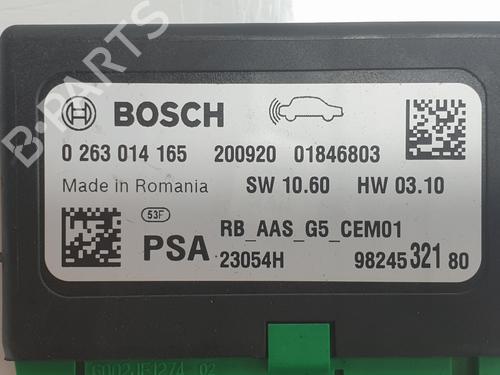 B-PARTS
BOSCH
0 263 014 165 200920 01846803
Made in Romania SW 10.60 HW 03.10
53F
PSA RB_AAS_G5_CEM01
23054H 98245 321 80